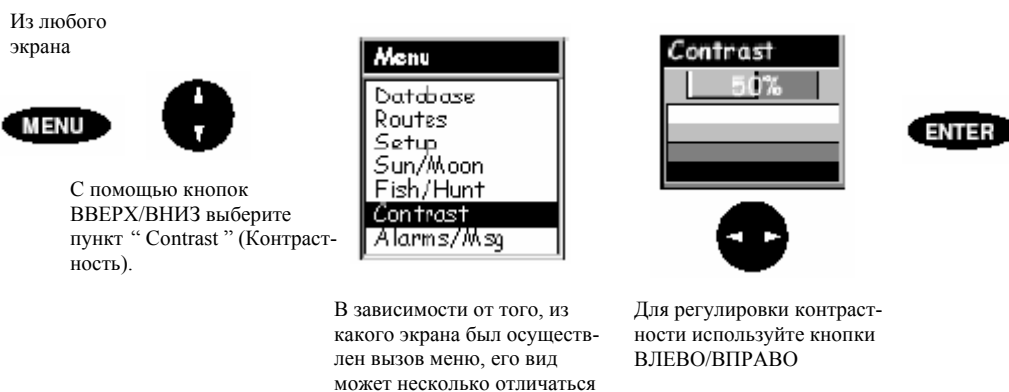 Из любого
экрана
MENU
С помощью кнопок
ВВЕРХ/ВНИЗ выберите
пункт “ Contrast ” (Контраст-
ность).
Menu
Database
Routes
Setup
Sun/Moon
Fish/Hunt
Contrast
Alarms/Msg
В зависимости от того, из
какого экрана был осуществ-
лен вызов меню, его вид
может несколько отличаться
Contrast
50%
Для регулировки контраст-
ности используйте кнопки
ВЛЕВО/ВПРАВО
ENTER